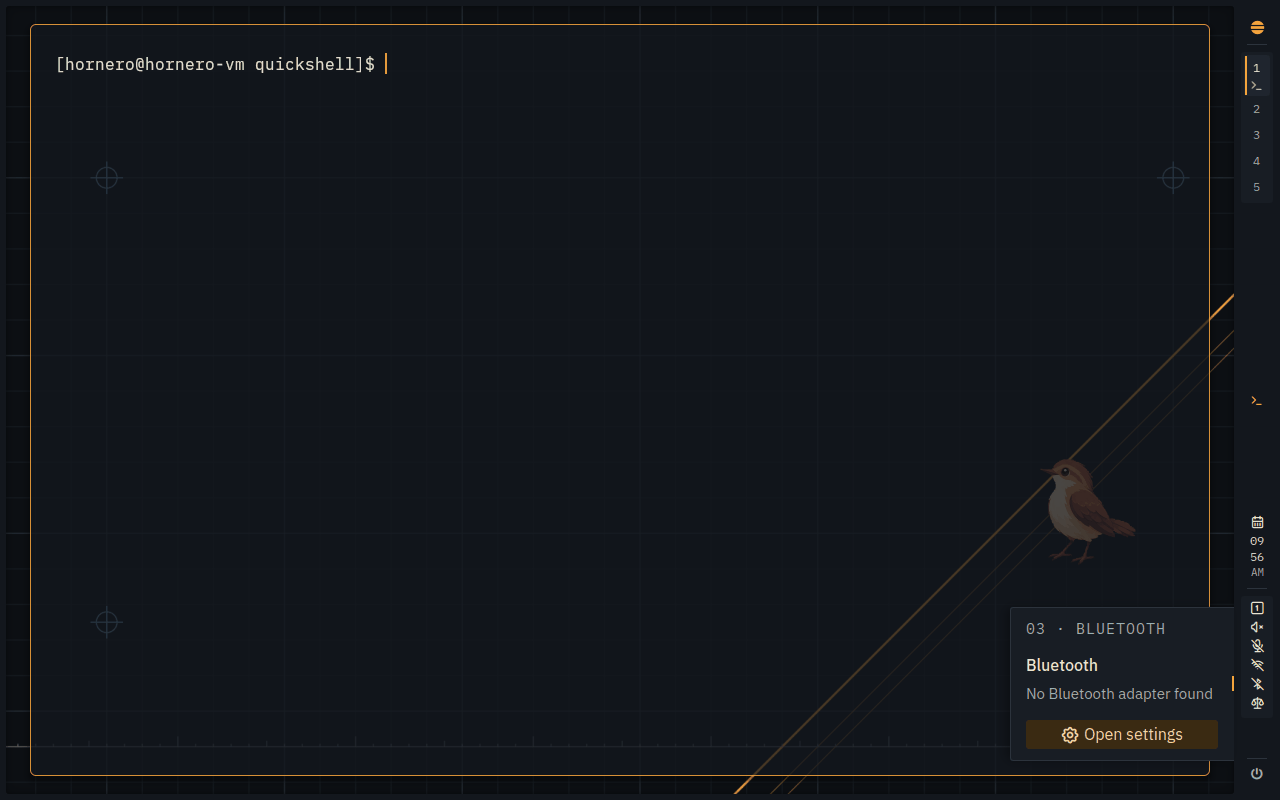 [hornero@hornero-vm quickshell]$
1
2
3
4
5
09
56
AM
1
03 · BLUETOOTH
Bluetooth
No Bluetooth adapter found
Open settings